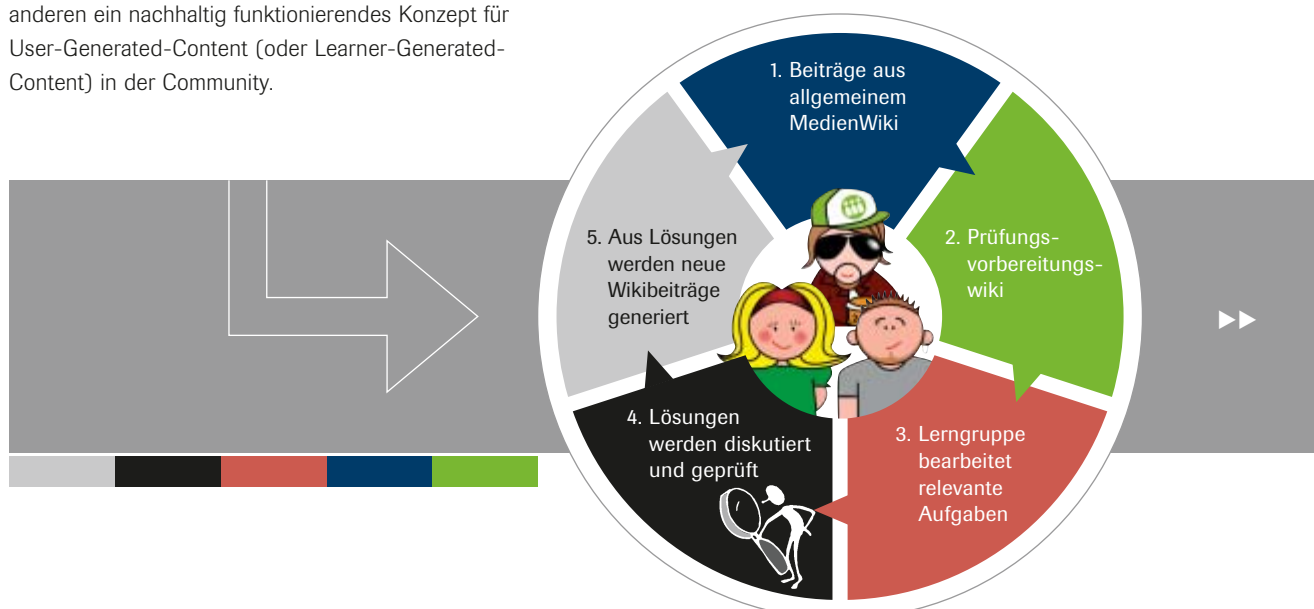 anderen ein nachhaltig funktionierendes Konzept für
User-Generated-Content (oder Learner-Generated-
Content) in der Community.
1. Beiträge aus
allgemeinem
MedienWiki
2. Prüfungs-
vorbereitungs-
wiki
3. Lerngruppe
bearbeitet
relevante
Aufgaben
4. Lösungen
werden diskutiert
und geprüft
5. Aus Lösungen
werden neue
Wikibeiträge
generiert